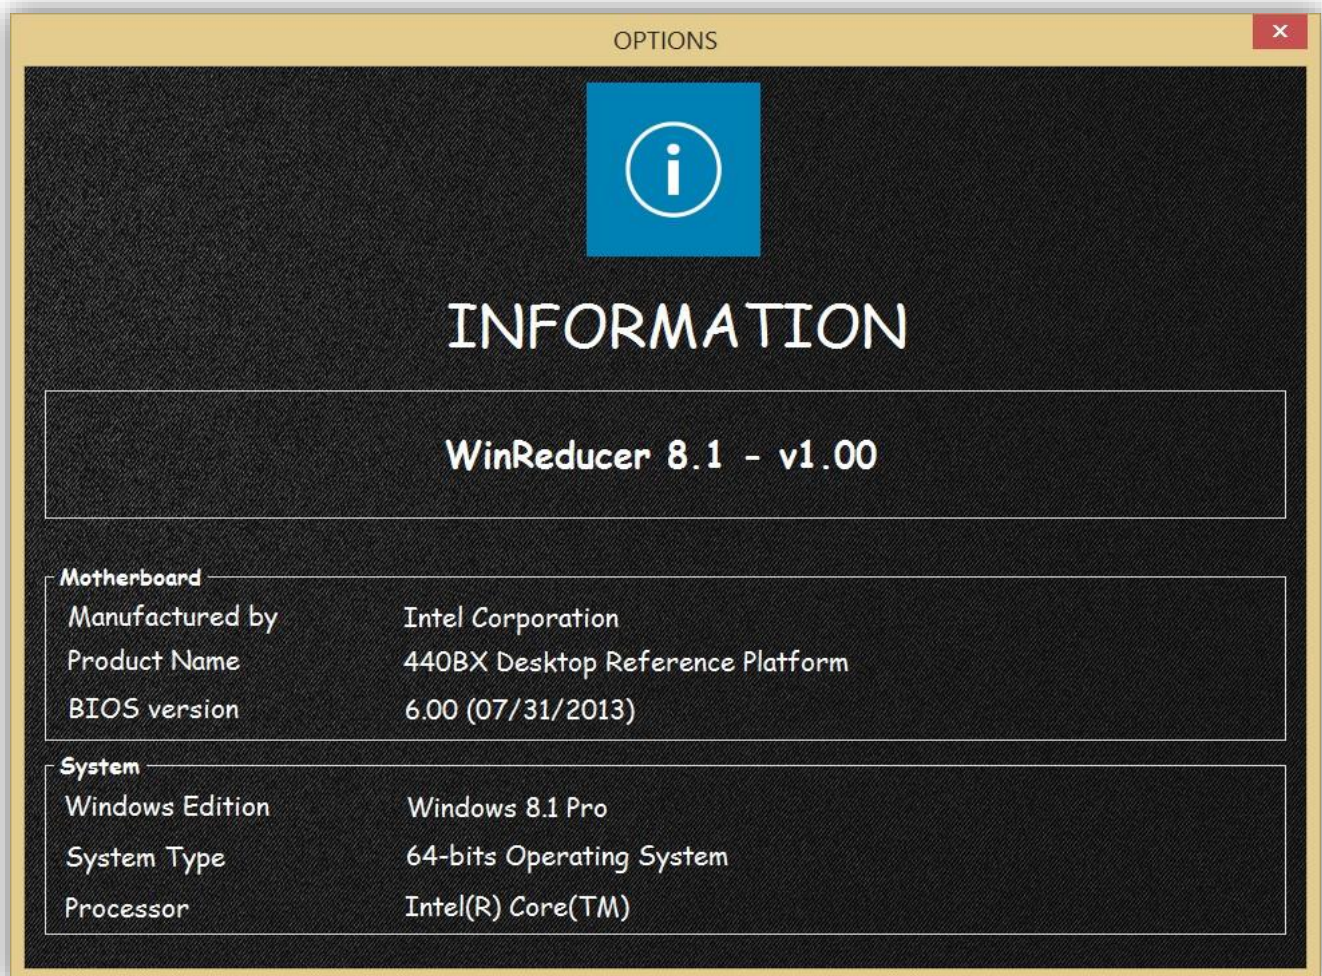 OPTIONS
INFORMATION
WinReducer 8.1 - v1.00
Motherboard
Manufactured by Intel Corporation
Product Name 440BX Desktop Reference Platform
BIOS version 6.00 (07/31/2013)
System
Windows Edition Windows 8.1 Pro
System Type 64-bits Operating System
Processor Intel(R) Core(TM)